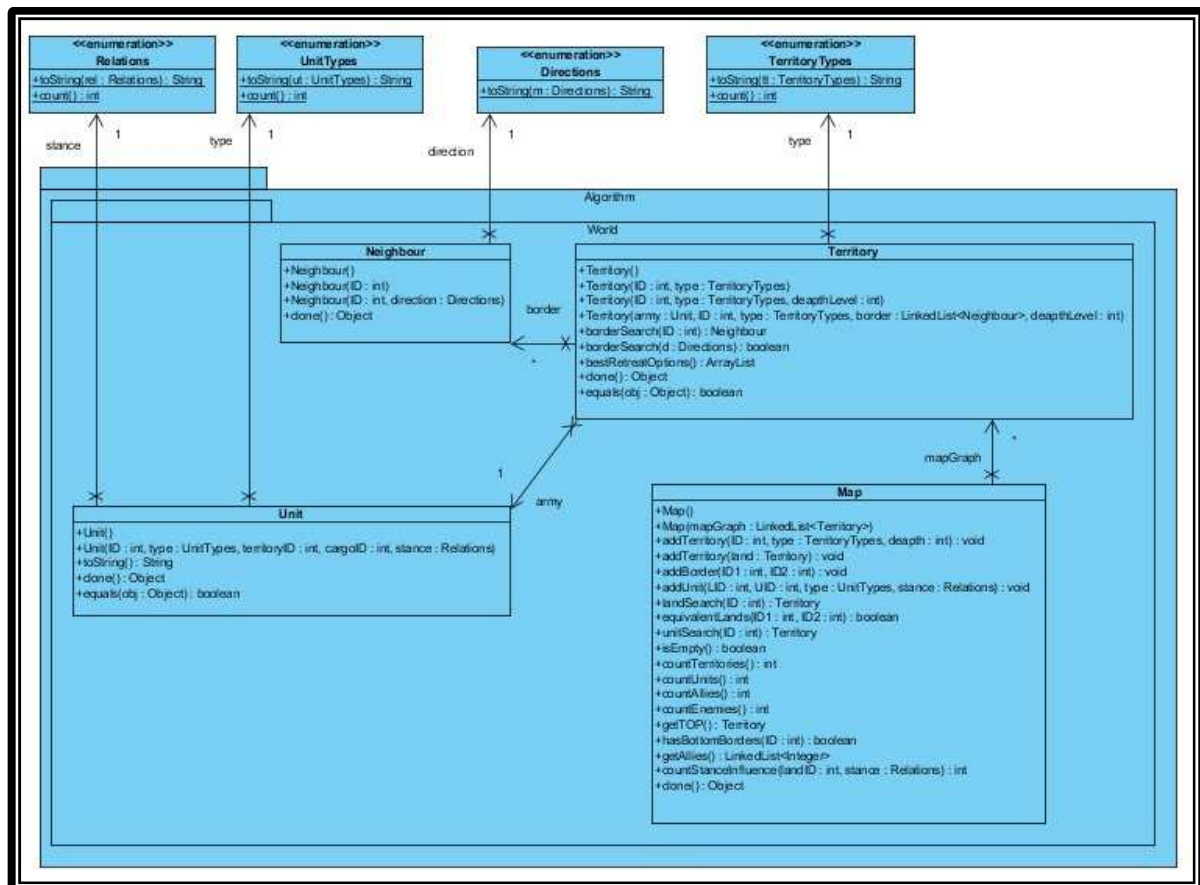 <<enumeration>>
Relations
+toString(rel : Relations) : String
+count() : int
<<enumeration>>
UnitTypes
+toString(ut : UnitTypes) : String
+count() : int
<<enumeration>>
Directions
+toString(m : Directions) : String
<<enumeration>>
TerritoryTypes
+toString(tt : TerritoryTypes) : String
+count() : int
1
stance
1
type
1
direction
1
type
Algorithm
World
Neighbour
+Neighbour()
+Neighbour(ID : int)
+Neighbour(ID : int, direction : Directions)
+clone() : Object
border
*
Territory
+Territory()
+Territory(ID : int, type : TerritoryTypes)
+Territory(ID : int, type : TerritoryTypes, deapthLevel : int)
+Territory(army : Unit, ID : int, type : TerritoryTypes, border : LinkedList<Neighbour>, deapthLevel : int)
+borderSearch(ID : int) : Neighbour
+borderSearch(d : Directions) : boolean
+bestRetreatOptions() : ArrayList
+clone() : Object
+equals(obj : Object) : boolean
1
army
*
mapGraph
Unit
+Unit()
+Unit(ID : int, type : UnitTypes, territoryID : int, cargoID : int, stance : Relations)
+toString() : String
+clone() : Object
+equals(obj : Object) : boolean
Map
+Map()
+Map(mapGraph : LinkedList<Territory>)
+addTerritory(ID : int, type : TerritoryTypes, deapth : int) : void
+addTerritory(land : Territory) : void
+addBorder(ID1 : int, ID2 : int) : void
+addUnit(LID : int, UID : int, type : UnitTypes, stance : Relations) : void
+landSearch(ID : int) : Territory
+equivalentLands(ID1 : int, ID2 : int) : boolean
+unitSearch(ID : int) : Territory
+isEmpty() : boolean
+countTerritories() : int
+countUnits() : int
+countAllies() : int
+countEnemies() : int
+getTOP() : Territory
+hasBottomBorders(ID : int) : boolean
+getAllies() : LinkedList<Integer>
+countStanceInfluence(landID : int, stance : Relations) : int
+clone() : Object